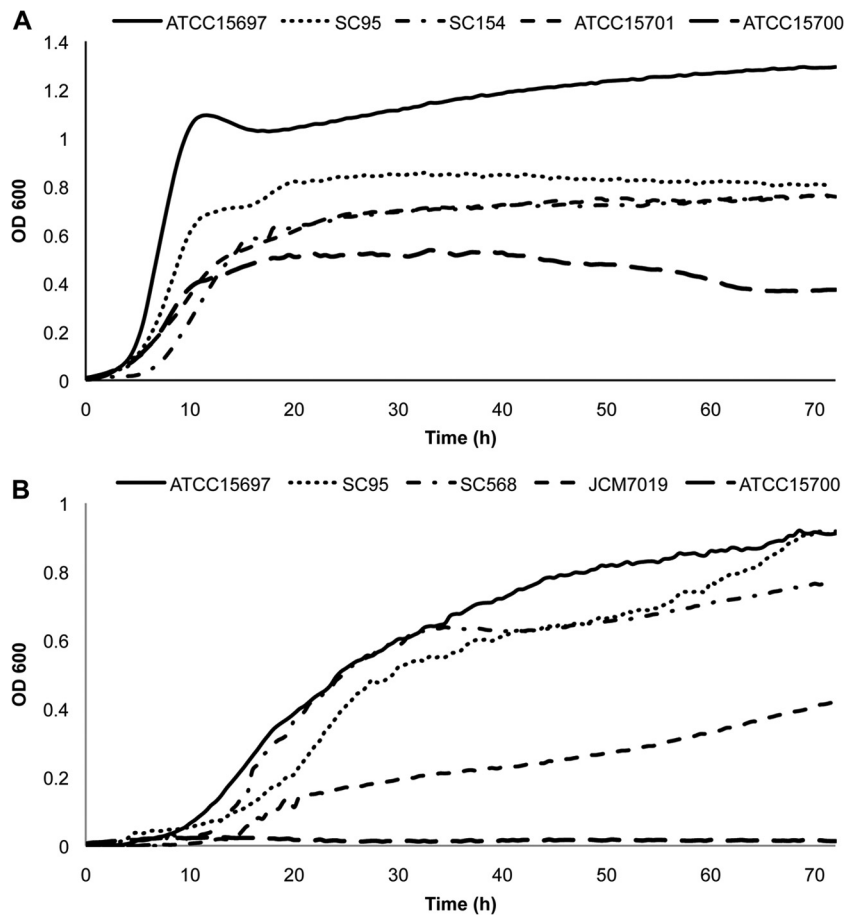 A
ATCC15697 SC95 SC154 ATCC15701 ATCC15700
1.4
1.2
1
0.8
0.6
0.4
0.2
0
OD 600
0 10 20 30 40 50 60 70
Time (h)
B
ATCC15697 SC95 SC568 JCM7019 ATCC15700
1
0.8
0.6
0.4
0.2
0
OD 600
0 10 20 30 40 50 60 70
Time (h)